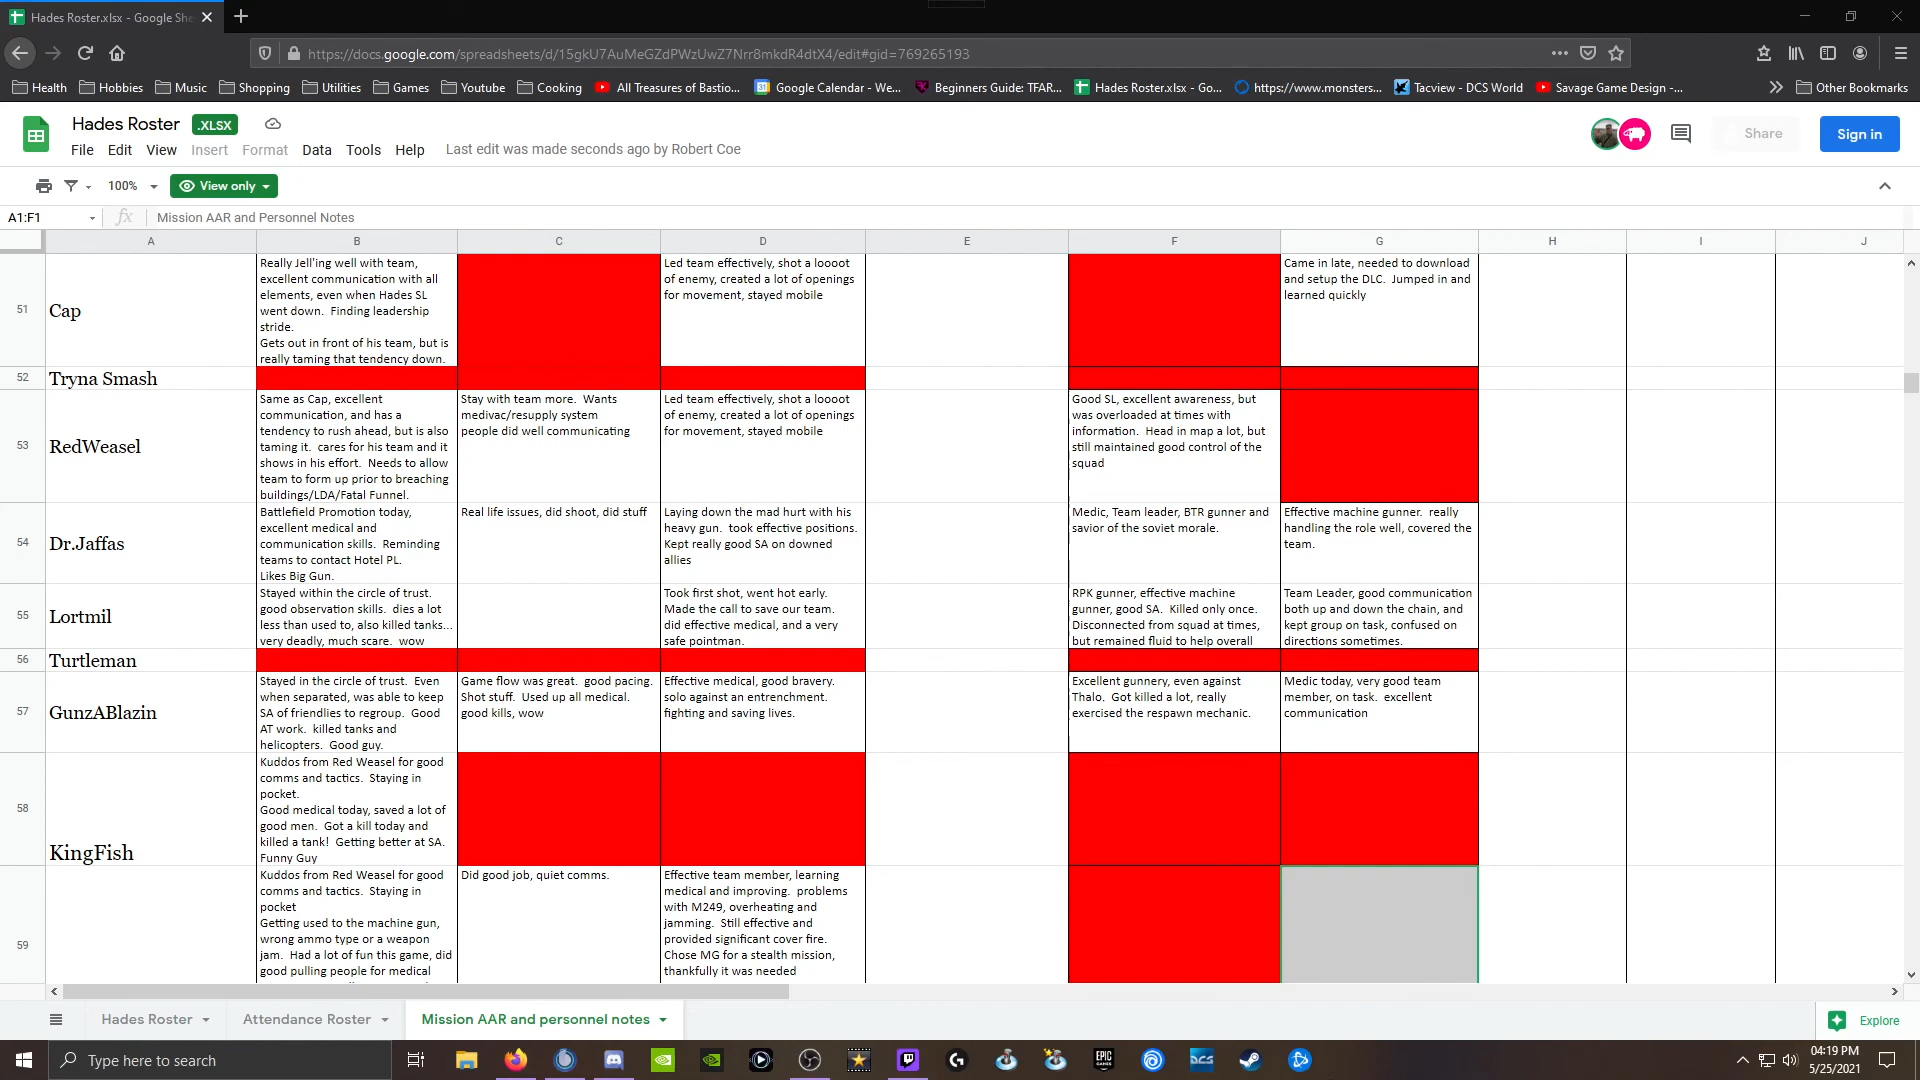 Hades Roster.xlsx - Google She
https://docs.google.com/spreadsheets/d/15gkU7AuMeGZdPWzUwZ7Nrr8mkdR4dtX4/edit#gid=769265193
Health Hobbies Music Shopping Utilities Games Youtube Cooking All Treasures of Bastio... Google Calendar - We... Beginners Guide: TFAR... Hades Roster.xlsx - Go... https://www.monsters... Tacview - DCS World Savage Game Design -... Other Bookmarks
Hades Roster .XLSX
Share
Sign in
File Edit View Insert Format Data Tools Help Last edit was made seconds ago by Robert Coe
100% View only
A1:F1 fx Mission AAR and Personnel Notes
A B C D E F G H I J
51
Cap
Really Jell'ing well with team,
excellent communication with all
elements, even when Hades SL
went down. Finding leadership
stride.
Gets out in front of his team, but is
really taming that tendency down.
Led team effectively, shot a loooot
of enemy, created a lot of openings
for movement, stayed mobile
Came in late, needed to download
and setup the DLC. Jumped in and
learned quickly
52
Tryna Smash
53
RedWeasel
Same as Cap, excellent
communication, and has a
tendency to rush ahead, but is also
taming it. cares for his team and it
shows in his effort. Needs to allow
team to form up prior to breaching
buildings/LDA/Fatal Funnel.
Stay with team more. Wants
medivac/resupply system
people did well communicating
Led team effectively, shot a loooot
of enemy, created a lot of openings
for movement, stayed mobile
Good SL, excellent awareness, but
was overloaded at times with
information. Head in map a lot, but
still maintained good control of the
squad
54
Dr.Jaffas
Battlefield Promotion today,
excellent medical and
communication skills. Reminding
teams to contact Hotel PL.
Likes Big Gun.
Real life issues, did shoot, did stuff
Laying down the mad hurt with his
heavy gun. took effective positions.
Kept really good SA on downed
allies
Medic, Team leader, BTR gunner and
savior of the soviet morale.
Effective machine gunner. really
handling the role well, covered the
team.
55
Lortmil
Stayed within the circle of trust.
good observation skills. dies a lot
less than used to, also killed tanks...
very deadly, much scare. wow
Took first shot, went hot early.
Made the call to save our team.
did effective medical, and a very
safe pointman.
RPK gunner, effective machine
gunner, good SA. Killed only once.
Disconnected from squad at times,
but remained fluid to help overall
Team Leader, good communication
both up and down the chain, and
kept group on task, confused on
directions sometimes.
56
Turtleman
57
GunzABlazin
Stayed in the circle of trust. Even
when separated, was able to keep
SA of friendlies to regroup. Good
AT work. killed tanks and
helicopters. Good guy.
Game flow was great. good pacing.
Shot stuff. Used up all medical.
good kills, wow
Effective medical, good bravery.
solo against an entrenchment.
fighting and saving lives.
Excellent gunnery, even against
Thalo. Got killed a lot, really
exercised the respawn mechanic.
Medic today, very good team
member, on task. excellent
communication
58
KingFish
Kuddos from Red Weasel for good
comms and tactics. Staying in
pocket.
Good medical today, saved a lot of
good men. Got a kill today and
killed a tank! Getting better at SA.
Funny Guy
59
Kuddos from Red Weasel for good
comms and tactics. Staying in
pocket
Getting used to the machine gun,
wrong ammo type or a weapon
jam. Had a lot of fun this game, did
good pulling people for medical
Did good job, quiet comms.
Effective team member, learning
medical and improving. problems
with M249, overheating and
jamming. Still effective and
provided significant cover fire.
Chose MG for a stealth mission,
thankfully it was needed
Hades Roster Attendance Roster Mission AAR and personnel notes Explore
Type here to search
EPIC GAMES
DCS
04:19 PM
5/25/2021